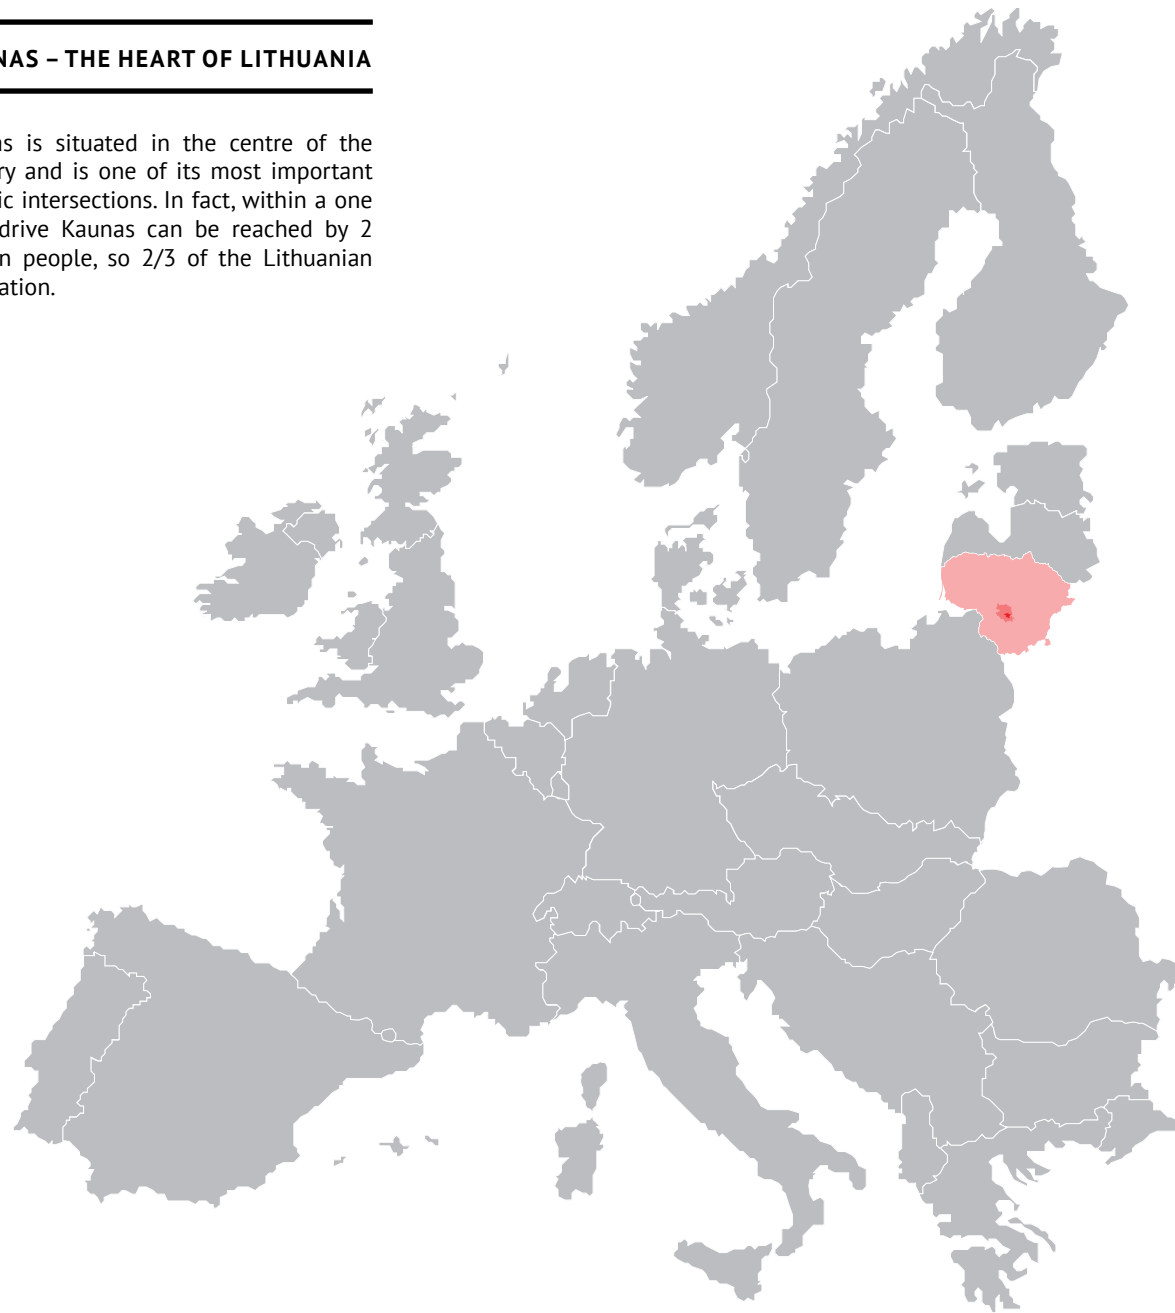 NAS – THE HEART OF LITHUANIA
s is situated in the centre of the
ry and is one of its most important
ic intersections. In fact, within a one
drive Kaunas can be reached by 2
n people, so 2/3 of the Lithuanian
ation.